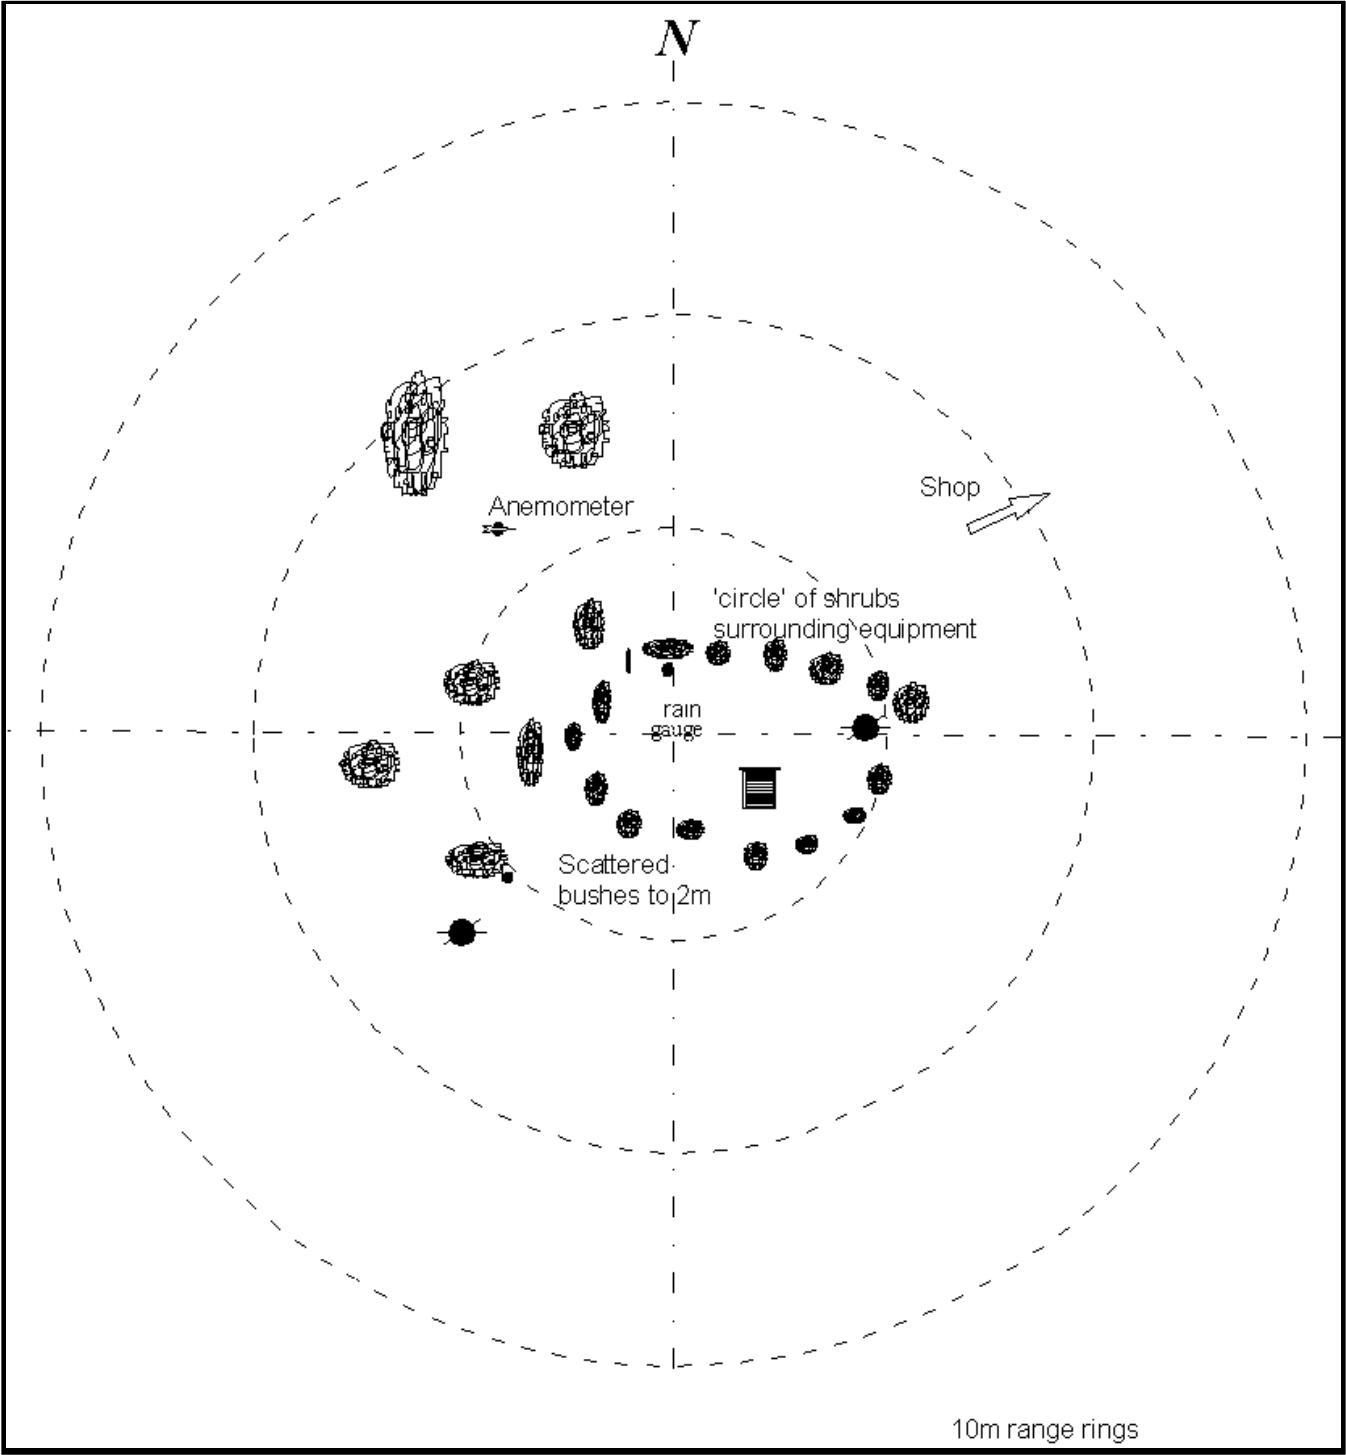 N
Shop
Anemometer
'circle' of shrubs
surrounding equipment
rain
gauge
Scattered
bushes to 2m
10m range rings